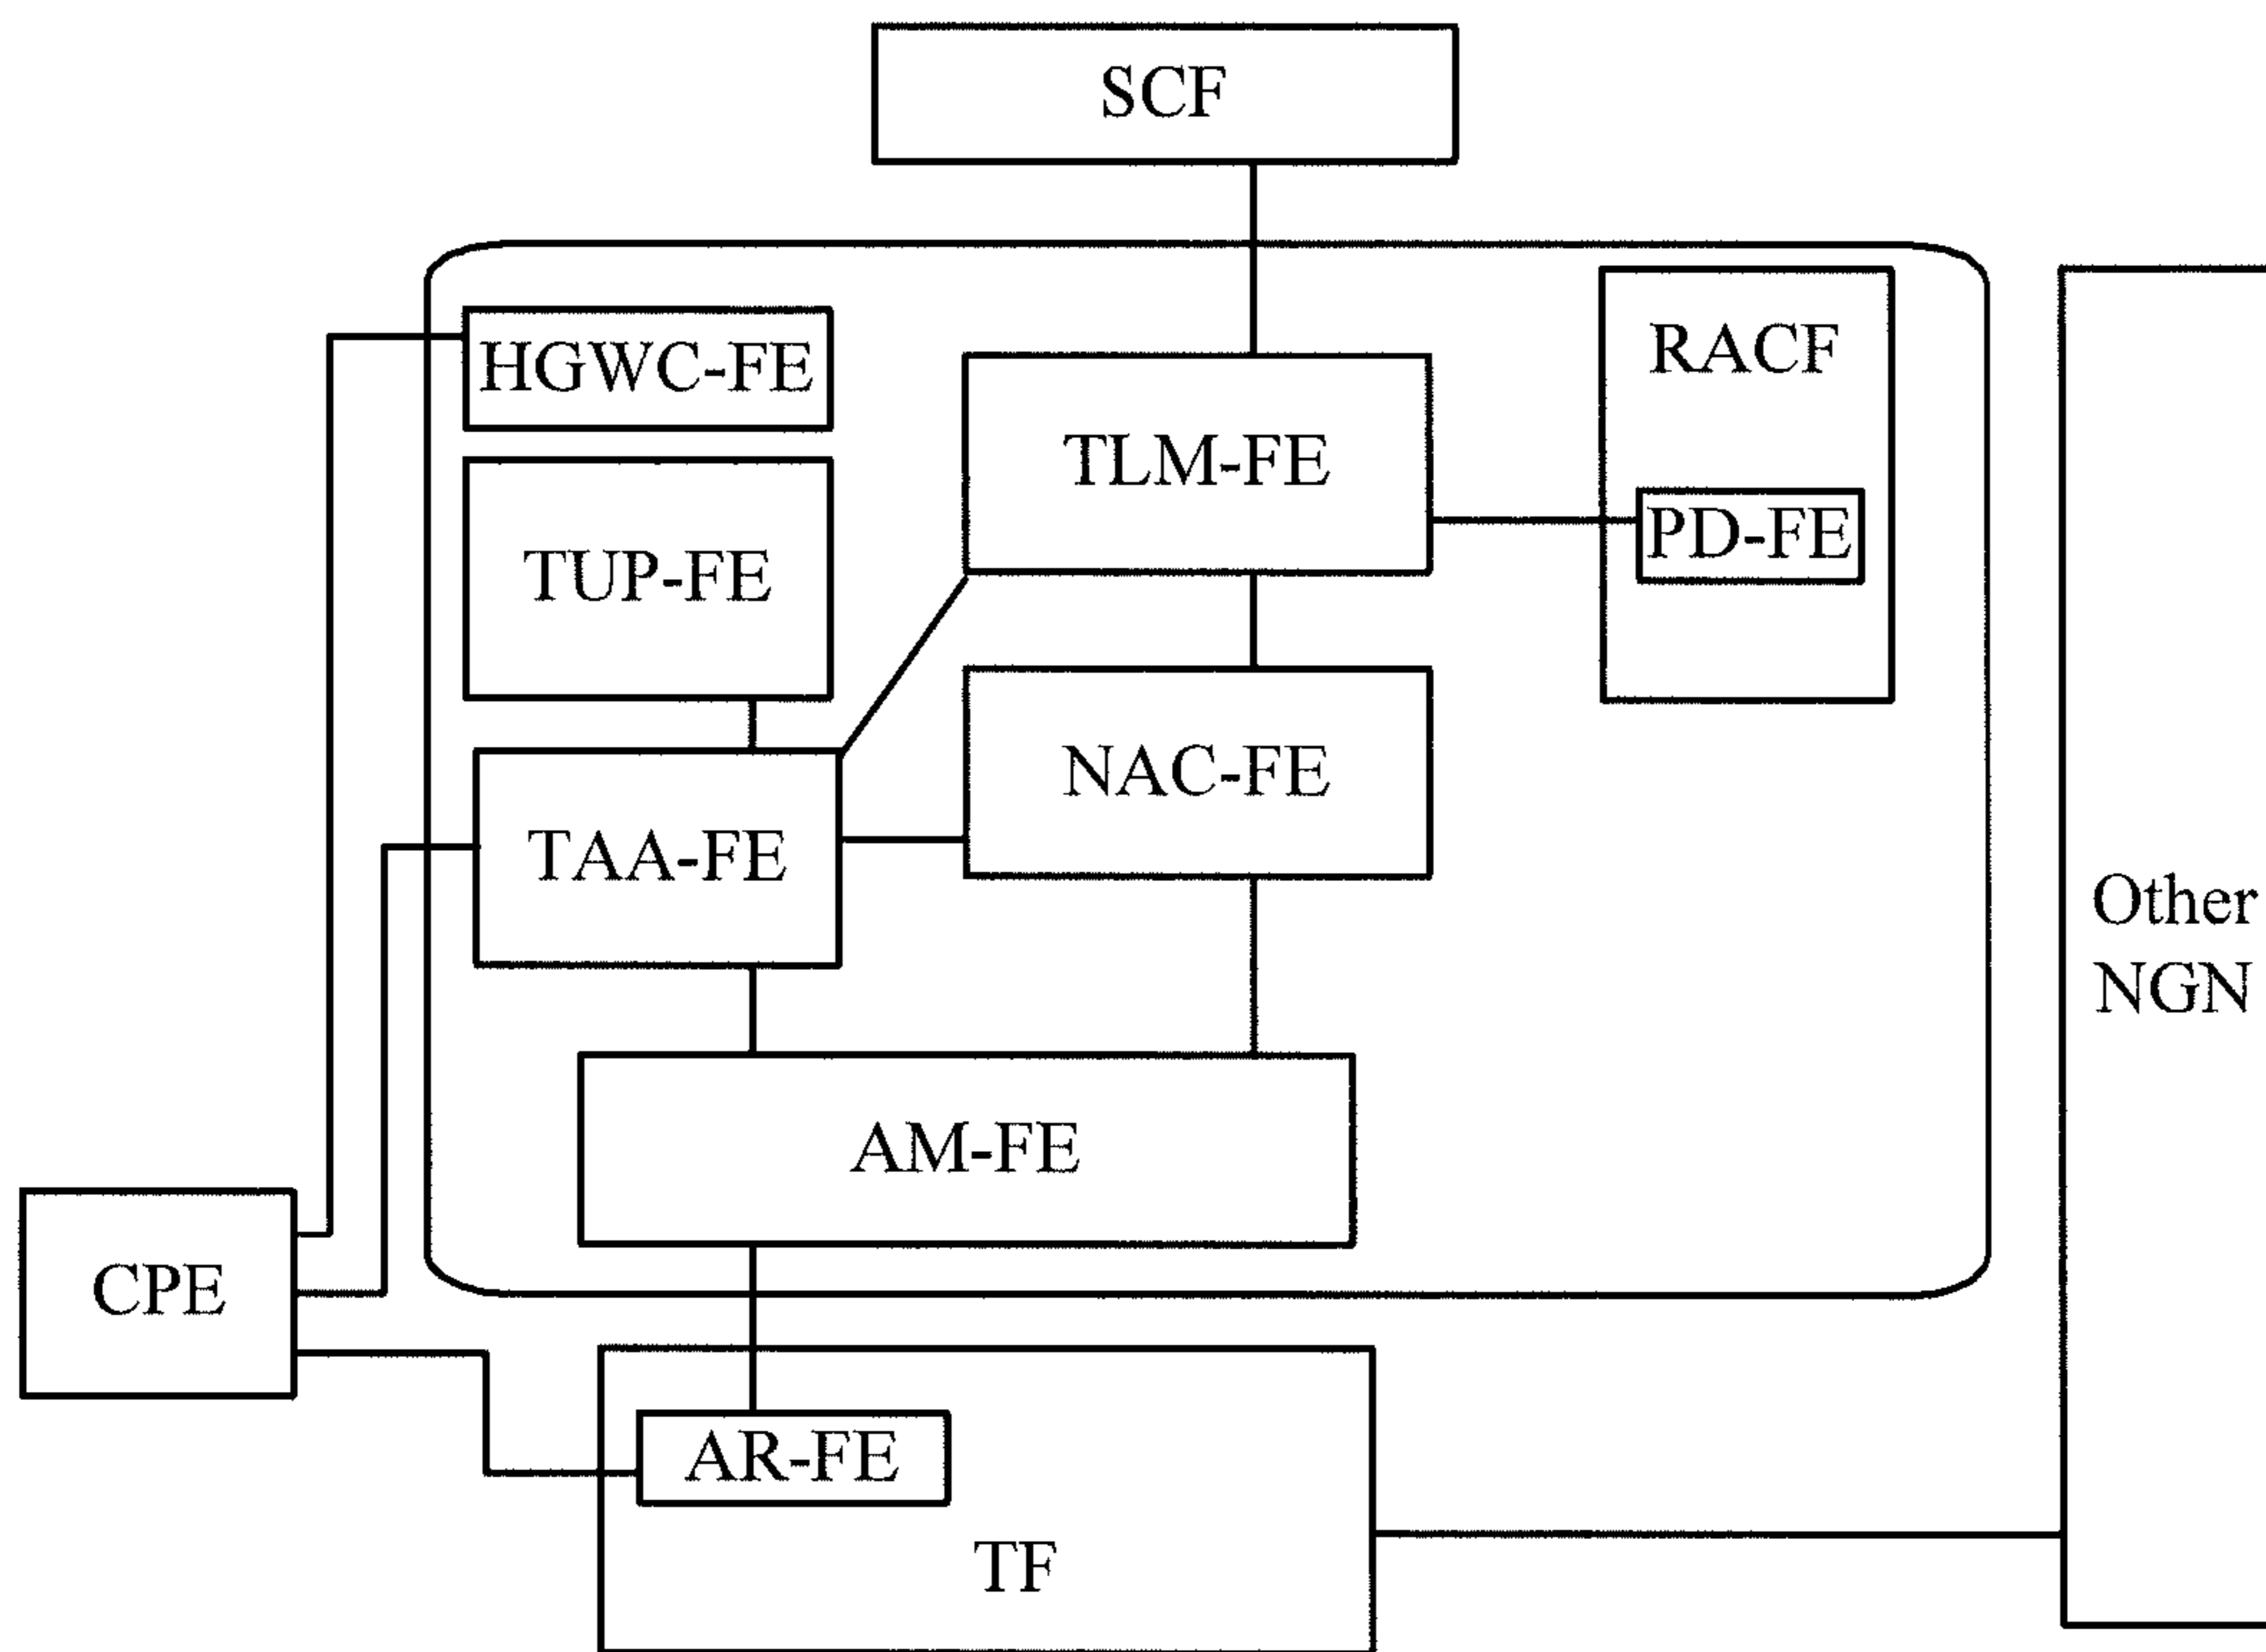 SCF
HGWC-FE
RACF
TLM-FE
PD-FE
TUP-FE
NAC-FE
TAA-FE
Other
NGN
AM-FE
CPE
AR-FE
TF